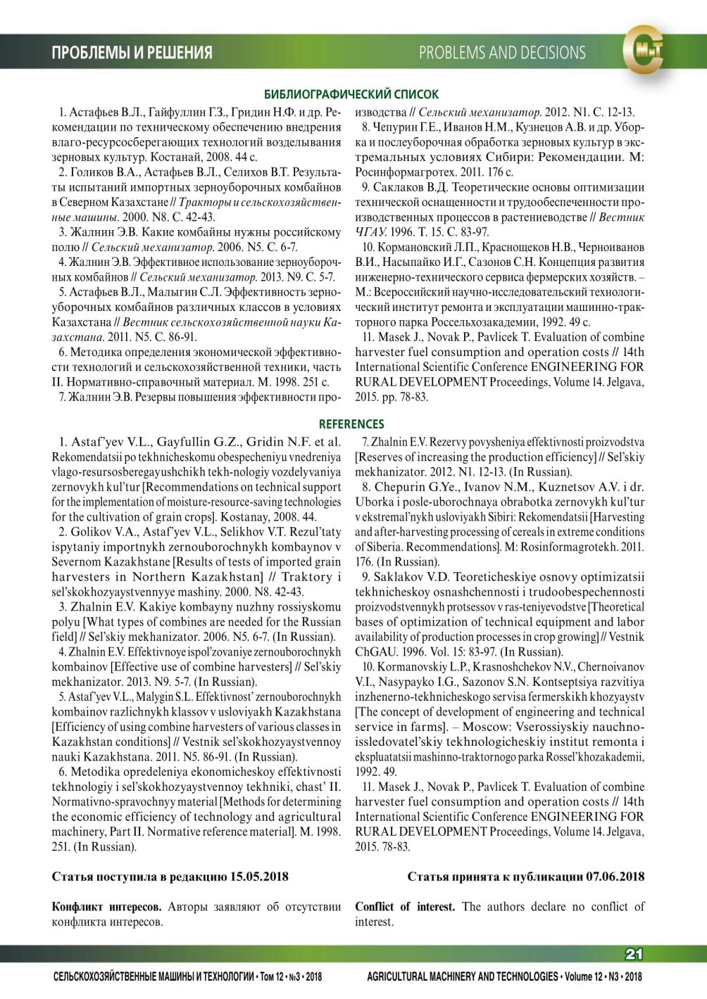 ПРОБЛЕМЫ И РЕШЕНИЯ
PROBLEMS AND DECISIONS
СМиТ
БИБЛИОГРАФИЧЕСКИЙ СПИСОК
1. Астафьев В.Л., Гайфуллин Г.З., Гридин Н.Ф. и др. Ре-
комендации по техническому обеспечению внедрения
влаго-ресурсосберегающих технологий возделывания
зерновых культур. Костанай, 2008. 44 с.
2. Голиков В.А., Астафьев В.Л., Селихов В.Т. Результа-
ты испытаний импортных зерноуборочных комбайнов
в Северном Казахстане // Тракторы и сельскохозяйствен-
ные машины. 2000. N8. С. 42-43.
3. Жалнин Э.В. Какие комбайны нужны российскому
полю // Сельский механизатор. 2006. N5. С. 6-7.
4. Жалнин Э.В. Эффективное использование зерноубороч-
ных комбайнов // Сельский механизатор. 2013. N9. С. 5-7.
5. Астафьев В.Л., Малыгин С.Л. Эффективность зерно-
уборочных комбайнов различных классов в условиях
Казахстана // Вестник сельскохозяйственной науки Ка-
захстана. 2011. N5. С. 86-91.
6. Методика определения экономической эффективно-
сти технологий и сельскохозяйственной техники, часть
II. Нормативно-справочный материал. М. 1998. 251 с.
7. Жалнин Э.В. Резервы повышения эффективности про-
изводства // Сельский механизатор. 2012. N1. С. 12-13.
8. Чепурин Г.Е., Иванов Н.М., Кузнецов А.В. и др. Убор-
ка и послеуборочная обработка зерновых культур в экс-
тремальных условиях Сибири: Рекомендации. М:
Росинформагротех. 2011. 176 с.
9. Саклаков В.Д. Теоретические основы оптимизации
технической оснащенности и трудообеспеченности про-
изводственных процессов в растениеводстве // Вестник
ЧГАУ. 1996. Т. 15. С. 83-97.
10. Кормановский Л.П., Краснощеков Н.В., Черноиванов
В.И., Насыпайко И.Г., Сазонов С.Н. Концепция развития
инженерно-технического сервиса фермерских хозяйств. –
М.: Всероссийский научно-исследовательский технологи-
ческий институт ремонта и эксплуатации машинно-трак-
торного парка Россельхозакадемии, 1992. 49 с.
11. Masek J., Novak P., Pavlicek T. Evaluation of combine
harvester fuel consumption and operation costs // 14th
International Scientific Conference ENGINEERING FOR
RURAL DEVELOPMENT Proceedings, Volume 14. Jelgava,
2015. pp. 78-83.
REFERENCES
1. Astaf'yev V.L., Gayfullin G.Z., Gridin N.F. et al.
Rekomendatsii po tekhnicheskomu obespecheniyu vnedreniya
vlago-resursosberegayushchikh tekh-nologiy vozdelyvaniya
zernovykh kul'tur [Recommendations on technical support
for the implementation of moisture-resource-saving technologies
for the cultivation of grain crops]. Kostanay, 2008. 44.
2. Golikov V.A., Astaf'yev V.L., Selikhov V.T. Rezul'taty
ispytaniy importnykh zernouborochnykh kombaynov v
Severnom Kazakhstane [Results of tests of imported grain
harvesters in Northern Kazakhstan] // Traktory i
sel'skokhozyaystvennyye mashiny. 2000. N8. 42-43.
3. Zhalnin E.V. Kakiye kombayny nuzhny rossiyskomu
polyu [What types of combines are needed for the Russian
field] // Sel'skiy mekhanizator. 2006. N5. 6-7. (In Russian).
4. Zhalnin E.V. Effektivnoye ispol'zovaniye zernouborochnykh
kombainov [Effective use of combine harvesters] // Sel'skiy
mekhanizator. 2013. N9. 5-7. (In Russian).
5. Astaf'yev V.L., Malygin S.L. Effektivnost' zernouborochnykh
kombainov razlichnykh klassov v usloviyakh Kazakhstana
[Efficiency of using combine harvesters of various classes in
Kazakhstan conditions] // Vestnik sel'skokhozyaystvennoy
nauki Kazakhstana. 2011. N5. 86-91. (In Russian).
6. Metodika opredeleniya ekonomicheskoy effektivnosti
tekhnologiy i sel'skokhozyaystvennoy tekhniki, chast' II.
Normativno-spravochnyy material [Methods for determining
the economic efficiency of technology and agricultural
machinery, Part II. Normative reference material]. M. 1998.
251. (In Russian).
7. Zhalnin E.V. Rezervy povysheniya effektivnosti proizvodstva
[Reserves of increasing the production efficiency] // Sel'skiy
mekhanizator. 2012. N1. 12-13. (In Russian).
8. Chepurin G.Ye., Ivanov N.M., Kuznetsov A.V. i dr.
Uborka i posle-uborochnaya obrabotka zernovykh kul'tur
v ekstremal'nykh usloviyakh Sibiri: Rekomendatsii [Harvesting
and after-harvesting processing of cereals in extreme conditions
of Siberia. Recommendations]. M: Rosinformagrotekh. 2011.
176. (In Russian).
9. Saklakov V.D. Teoreticheskiye osnovy optimizatsii
tekhnicheskoy osnashchennosti i trudoobespechennosti
proizvodstvennykh protsessov v ras-teniyevodstve [Theoretical
bases of optimization of technical equipment and labor
availability of production processes in crop growing] // Vestnik
ChGAU. 1996. Vol. 15: 83-97. (In Russian).
10. Kormanovskiy L.P., Krasnoshchekov N.V., Chernoivanov
V.I., Nasypayko I.G., Sazonov S.N. Kontseptsiya razvitiya
inzhenerno-tekhnicheskogo servisa fermerskikh khozyaystv
[The concept of development of engineering and technical
service in farms]. – Moscow: Vserossiyskiy nauchno-
issledovatel'skiy tekhnologicheskiy institut remonta i
ekspluatatsii mashinno-traktornogo parka Rossel'khozakademii,
1992. 49.
11. Masek J., Novak P., Pavlicek T. Evaluation of combine
harvester fuel consumption and operation costs // 14th
International Scientific Conference ENGINEERING FOR
RURAL DEVELOPMENT Proceedings, Volume 14. Jelgava,
2015. 78-83.
Статья поступила в редакцию 15.05.2018
Статья принята к публикации 07.06.2018
Конфликт интересов. Авторы заявляют об отсутствии
конфликта интересов.
Conflict of interest. The authors declare no conflict of
interest.
21
СЕЛЬСКОХОЗЯЙСТВЕННЫЕ МАШИНЫ И ТЕХНОЛОГИИ • Том 12 • №3 • 2018
AGRICULTURAL MACHINERY AND TECHNOLOGIES • Volume 12 • N3 • 2018